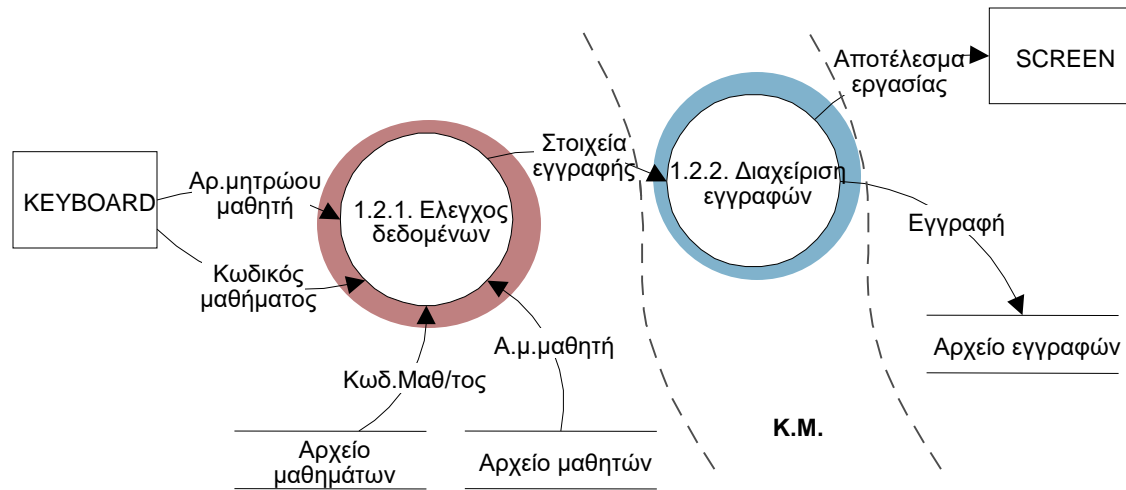 SCREEN
Αποτέλεσμα
εργασίας
Στοιχεία
εγγραφής
1.2.2. Διαχείριση
εγγραφών
KEYBOARD
Αρ.μητρώου
μαθητή
1.2.1. Ελεγχος
δεδομένων
Εγγραφή
Κωδικός
μαθήματος
Α.μ.μαθητή
Αρχείο εγγραφών
Κωδ.Μαθ/τος
Κ.Μ.
Αρχείο
μαθημάτων
Αρχείο μαθητών